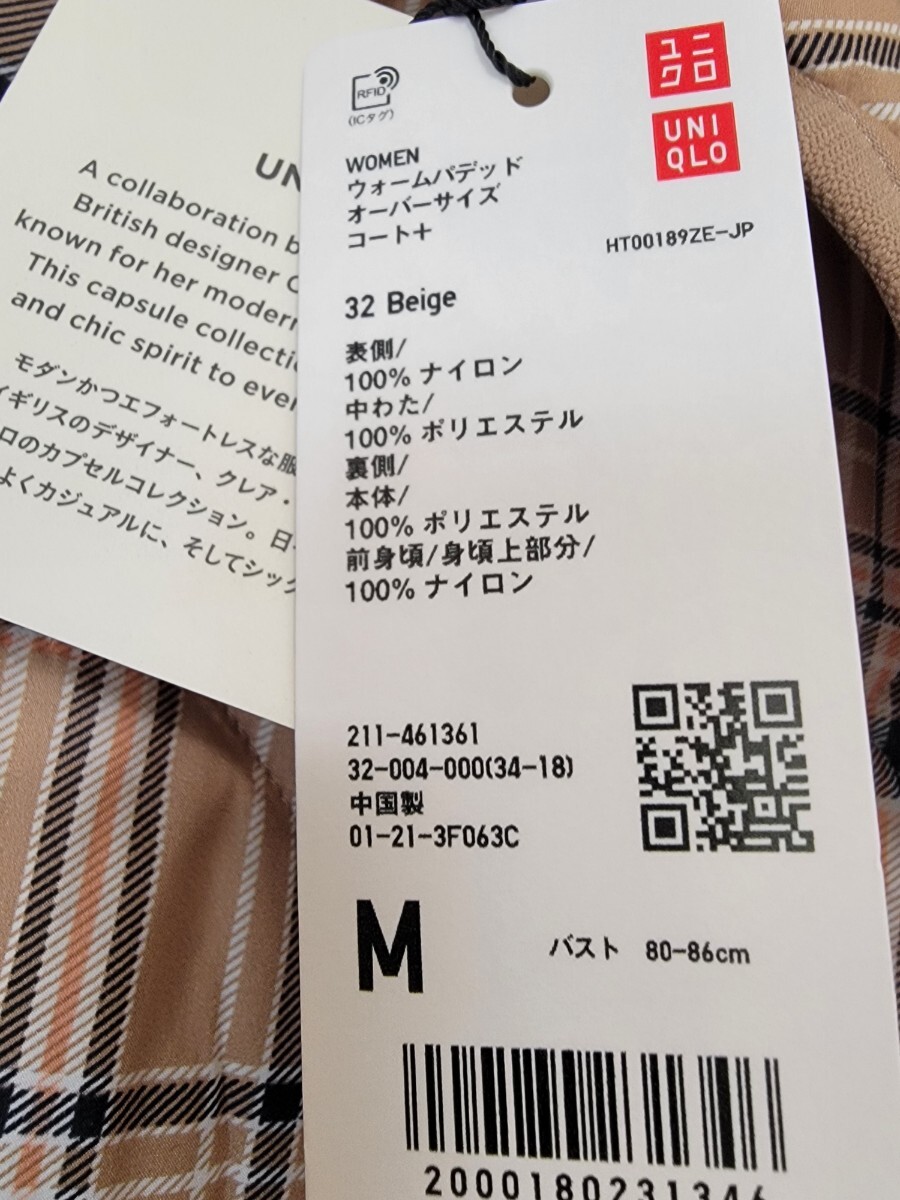 UN
A collaboration b
British designer C
known for her modern
This capsule collecti
and chic spirit to ever
モダンかつエフォートレスな服
イギリスのデザイナー、クレア・
ロのカプセルコレクション。日
よくカジュアルに、そしてシック
RFID
(ICタグ)
ユニ
クロ
UNI
QLO
WOMEN
ウォームパデッド
オーバーサイズ
コート+
HT00189ZE-JP
32 Beige
表側/
100% ナイロン
中わた/
100% ポリエステル
裏側/
本体/
100% ポリエステル
前身頃/身頃上部分/
100% ナイロン
211-461361
32-004-000(34-18)
中国製
01-21-3F063C
M
バスト 80-86cm
2000180231346